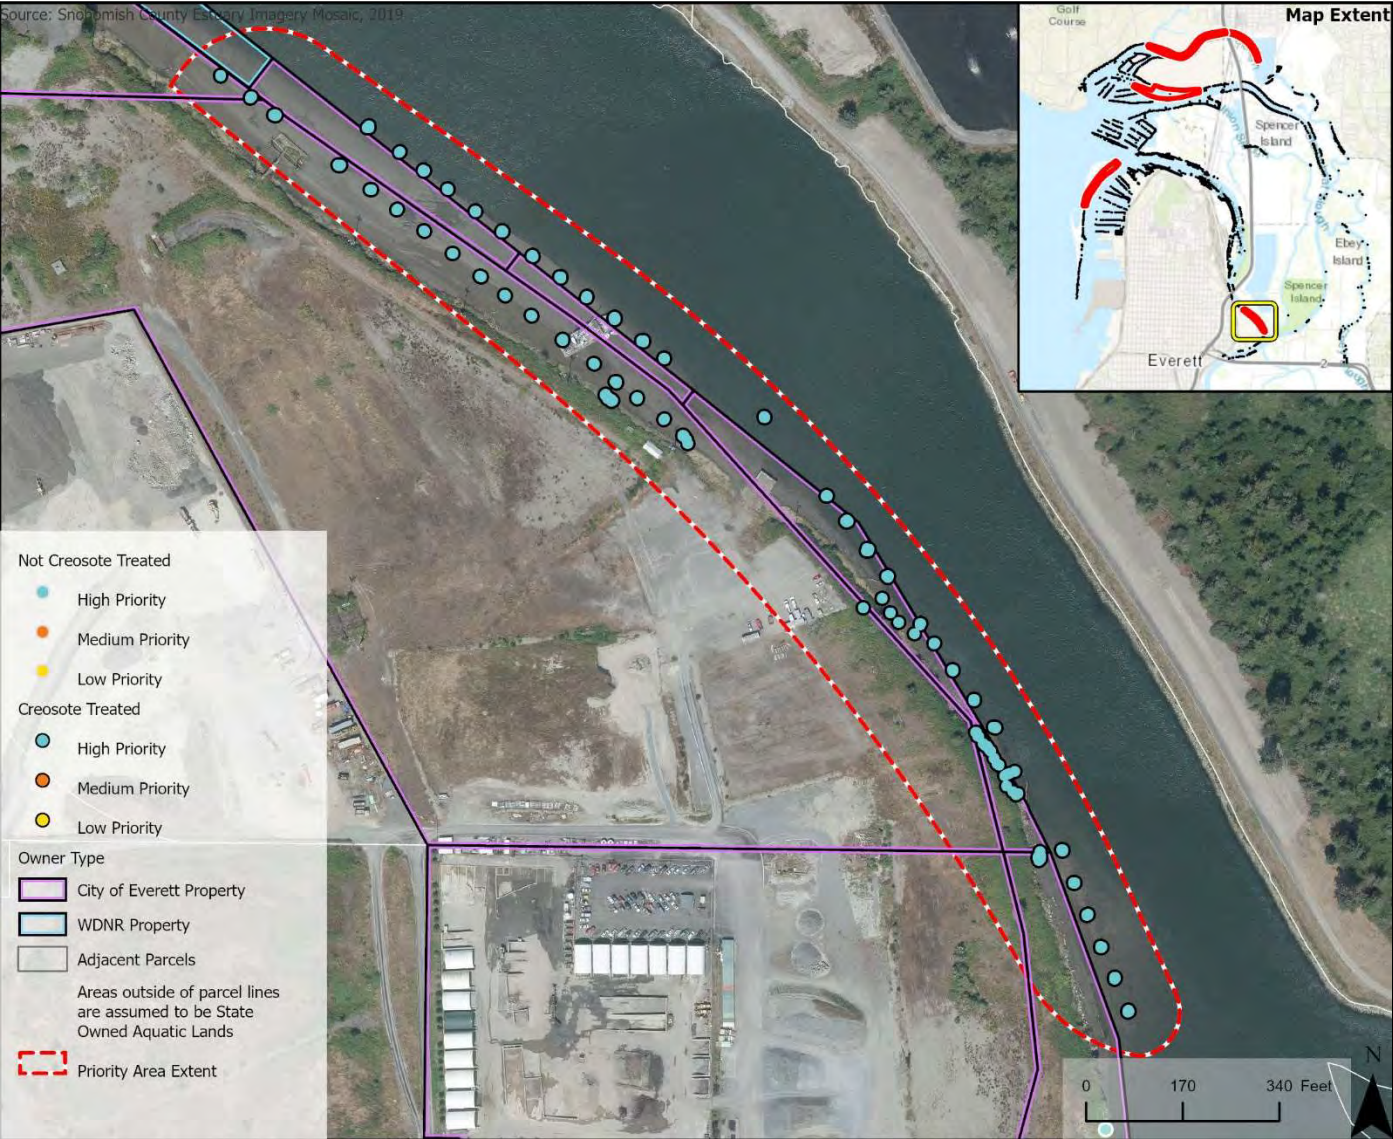 Source: Snohomish County Estuary Imagery Mosaic, 2019
Map Extent
Golf
Course
Spencer
Island
Ebey
Island
Spencer
Island
Everett
2
Not Creosote Treated
High Priority
Medium Priority
Low Priority
Creosote Treated
High Priority
Medium Priority
Low Priority
Owner Type
City of Everett Property
WDNR Property
Adjacent Parcels
Areas outside of parcel lines
are assumed to be State
Owned Aquatic Lands
Priority Area Extent
0 170 340 Feet
N